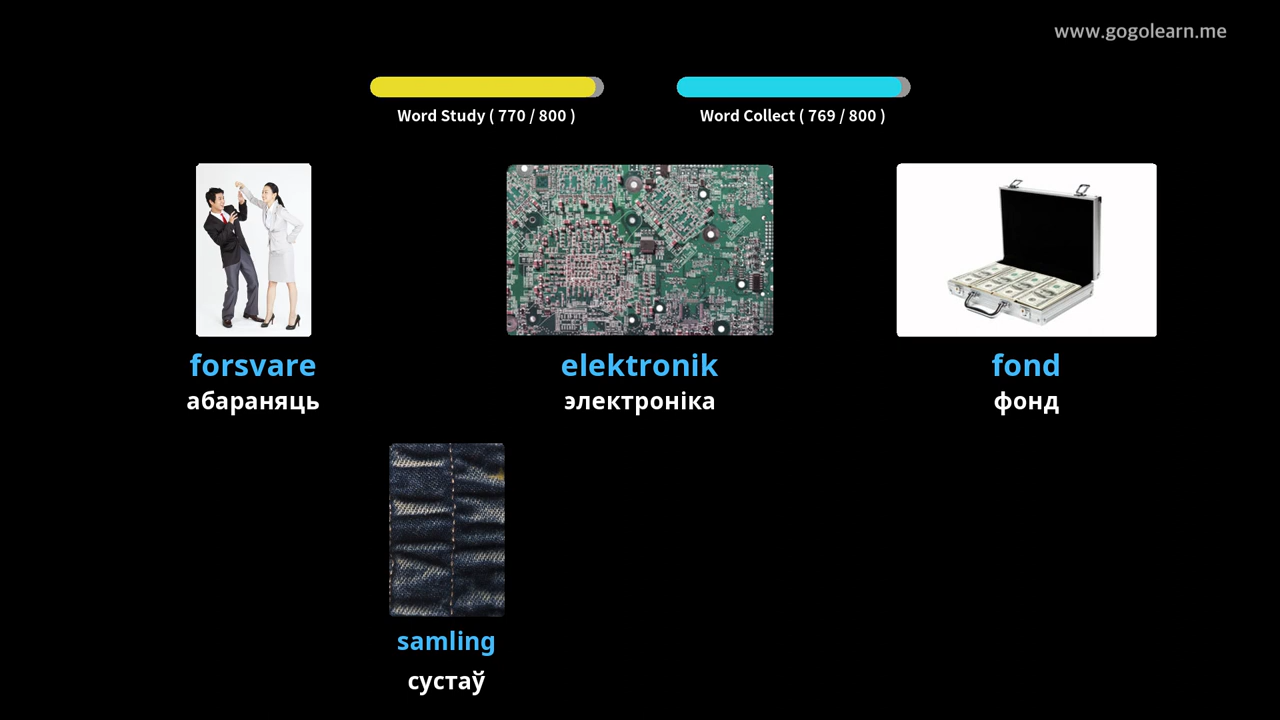 www.gogolearn.me
Word Study ( 770 / 800 )
Word Collect ( 769 / 800 )
forsvare
абараняць
elektronik
электроніка
fond
фонд
samling
сустаў